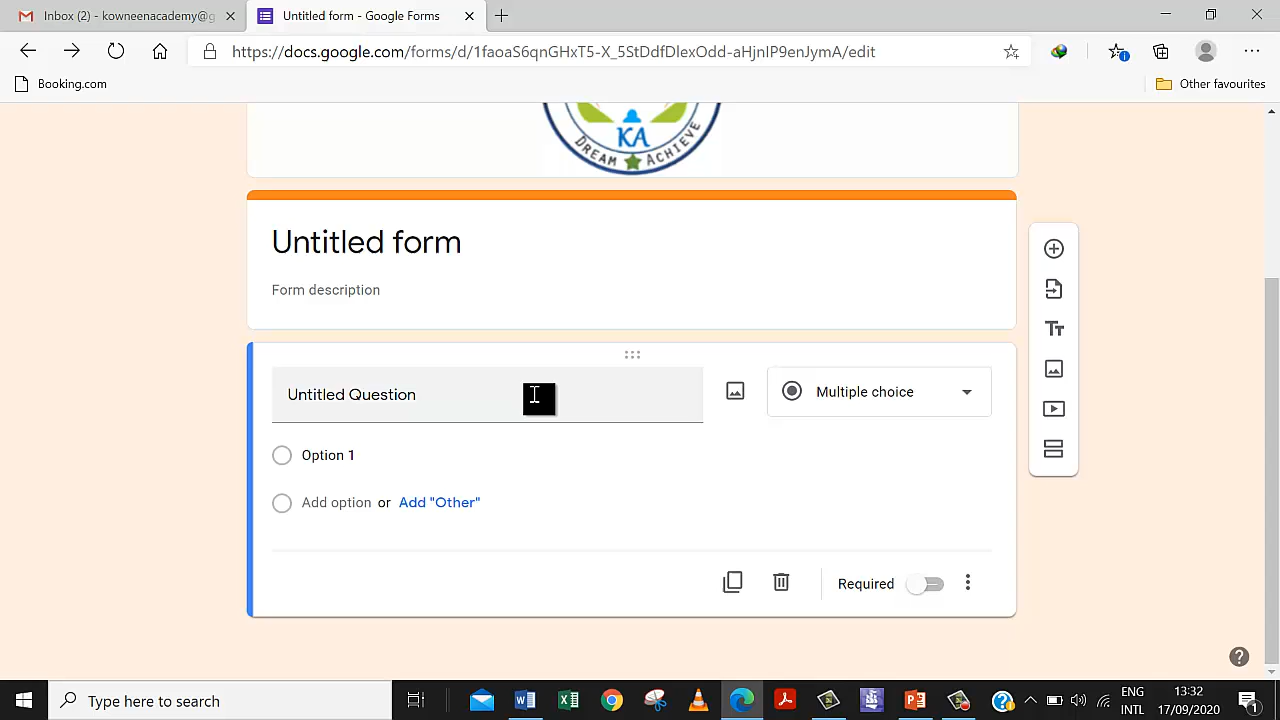 Inbox (2) - kowneenacademy@g
Untitled form - Google Forms
https://docs.google.com/forms/d/1faoaS6qnGHxT5-X_5StDdfDlexOdd-aHjnIP9enJymA/edit
Booking.com
Other favourites
KA
DREAM ACHIEVE
Untitled form
Form description
Untitled Question
Multiple choice
Option 1
Add option or Add "Other"
Required
Type here to search
ENG
INTL
13:32
17/09/2020